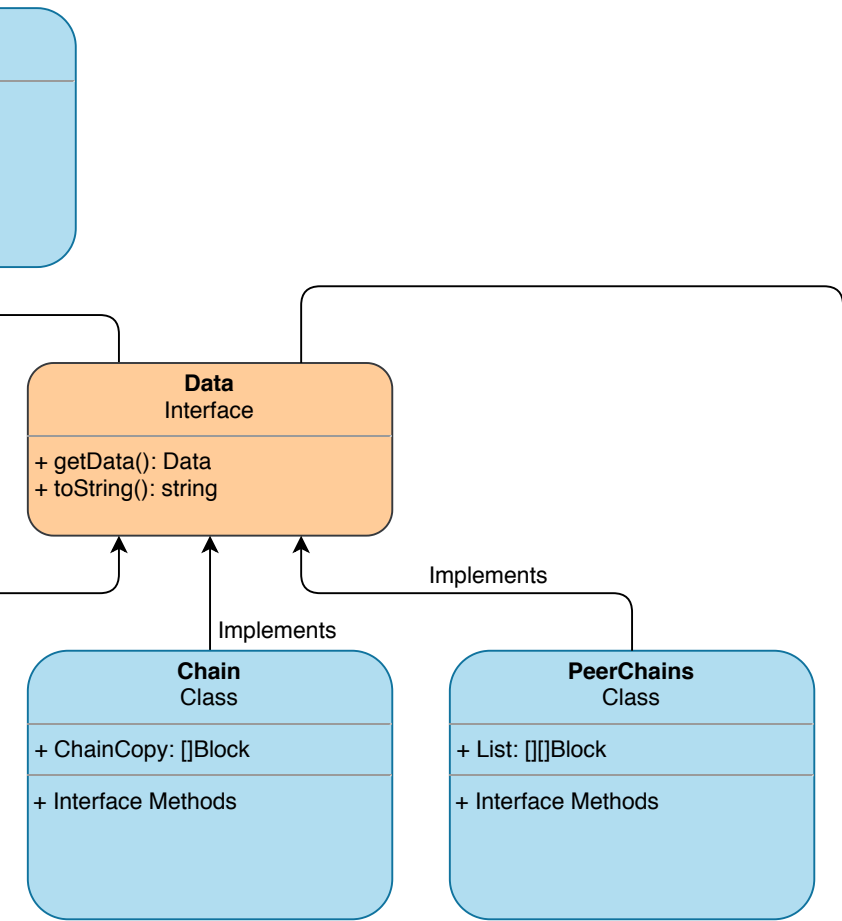 Data
Interface
+ getData(): Data
+ toString(): string
Implements
Implements
Chain
Class
+ ChainCopy: []Block
+ Interface Methods
PeerChains
Class
+ List: [][]Block
+ Interface Methods